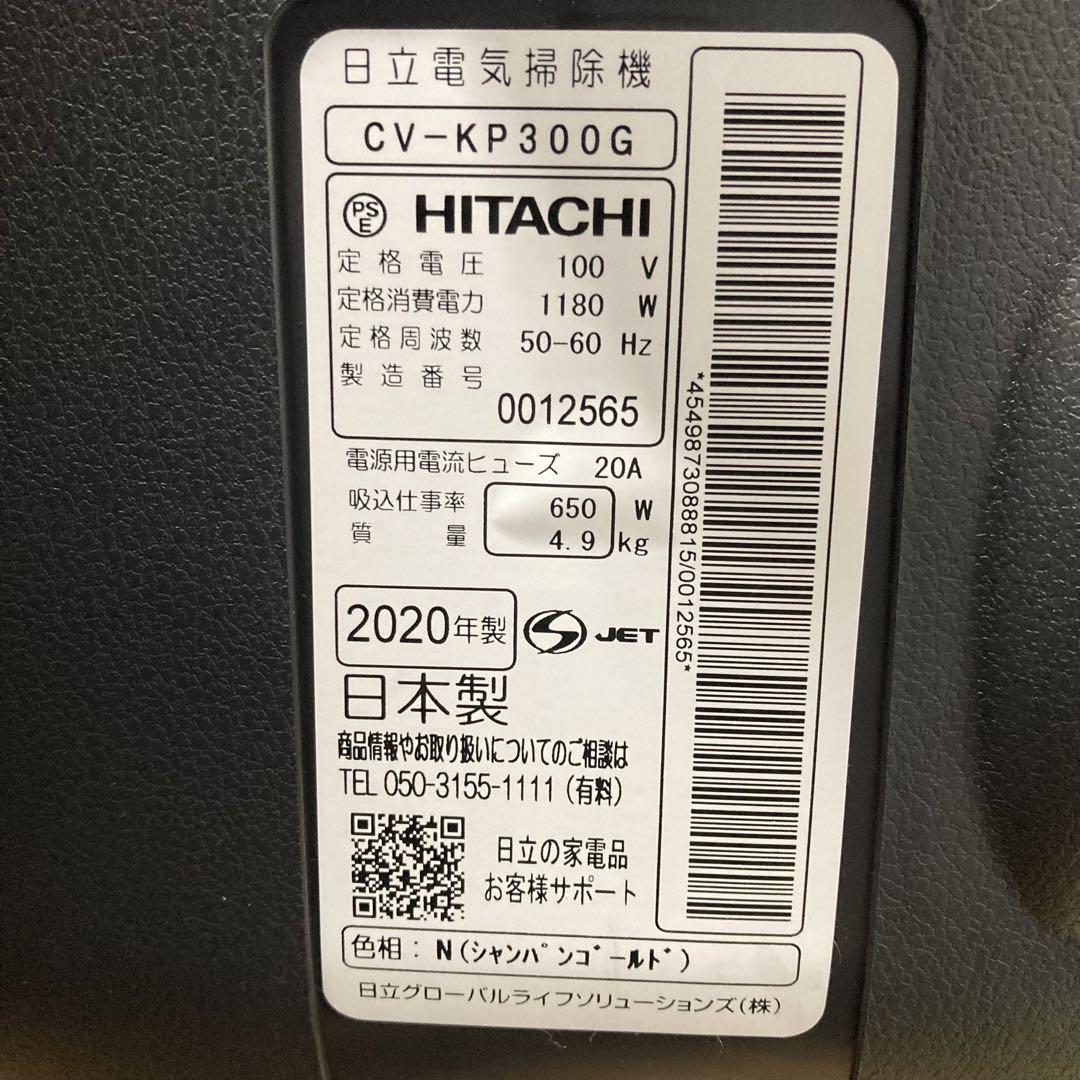 日立電気掃除機
CV-KP300G
PS
E
HITACHI
定格電圧 100 V
定格消費電力 1180 W
定格周波数 50-60 Hz
製造番号
0012565
電源用電流ヒューズ 20A
吸込仕事率 650 W
質量 4.9 kg
2020年製
JET
日本製
商品情報やお取り扱いについてのご相談は
TEL 050-3155-1111 (有料)
日立の家電品
お客様サポート
色相：N(シャンパンゴールド)
日立グローバルライフソリューションズ(株)
*4549873088815/0012565*